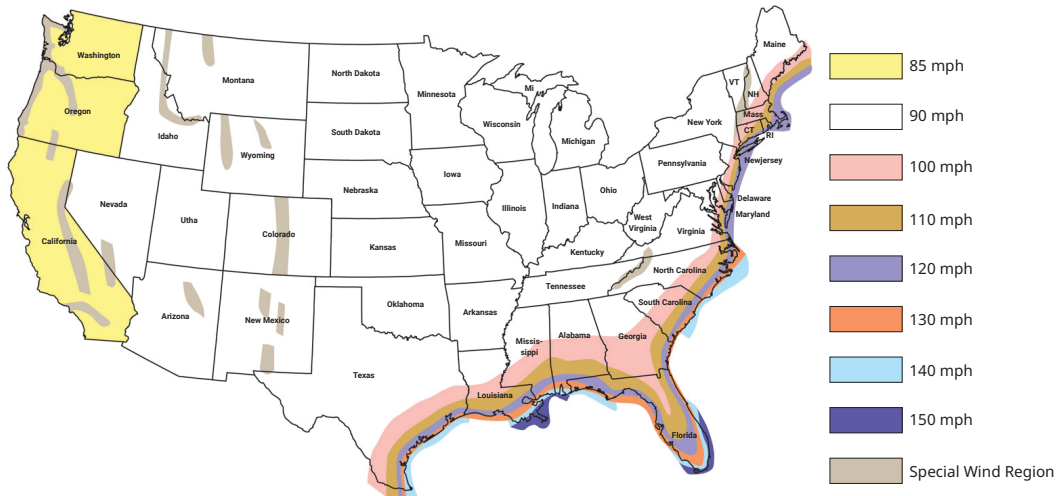 Washington
Oregon
California
Nevada
Idaho
Montana
Wyoming
Utha
Colorado
Arizona
New Mexico
North Dakota
South Dakota
Nebraska
Kansas
Oklahoma
Texas
Minnesota
Iowa
Missouri
Arkansas
Louisiana
Wisconsin
Mi
Michigan
Illinois
Indiana
Ohio
Kentucky
Tennessee
Missis-
sippi
Alabama
Georgia
Florida
South Carolina
North Carolina
Virginia
West
Virginia
Pennsylvania
New York
Maine
VT
NH
Mass
CT
RI
Newjersey
Delaware
Maryland
85 mph
90 mph
100 mph
110 mph
120 mph
130 mph
140 mph
150 mph
Special Wind Region